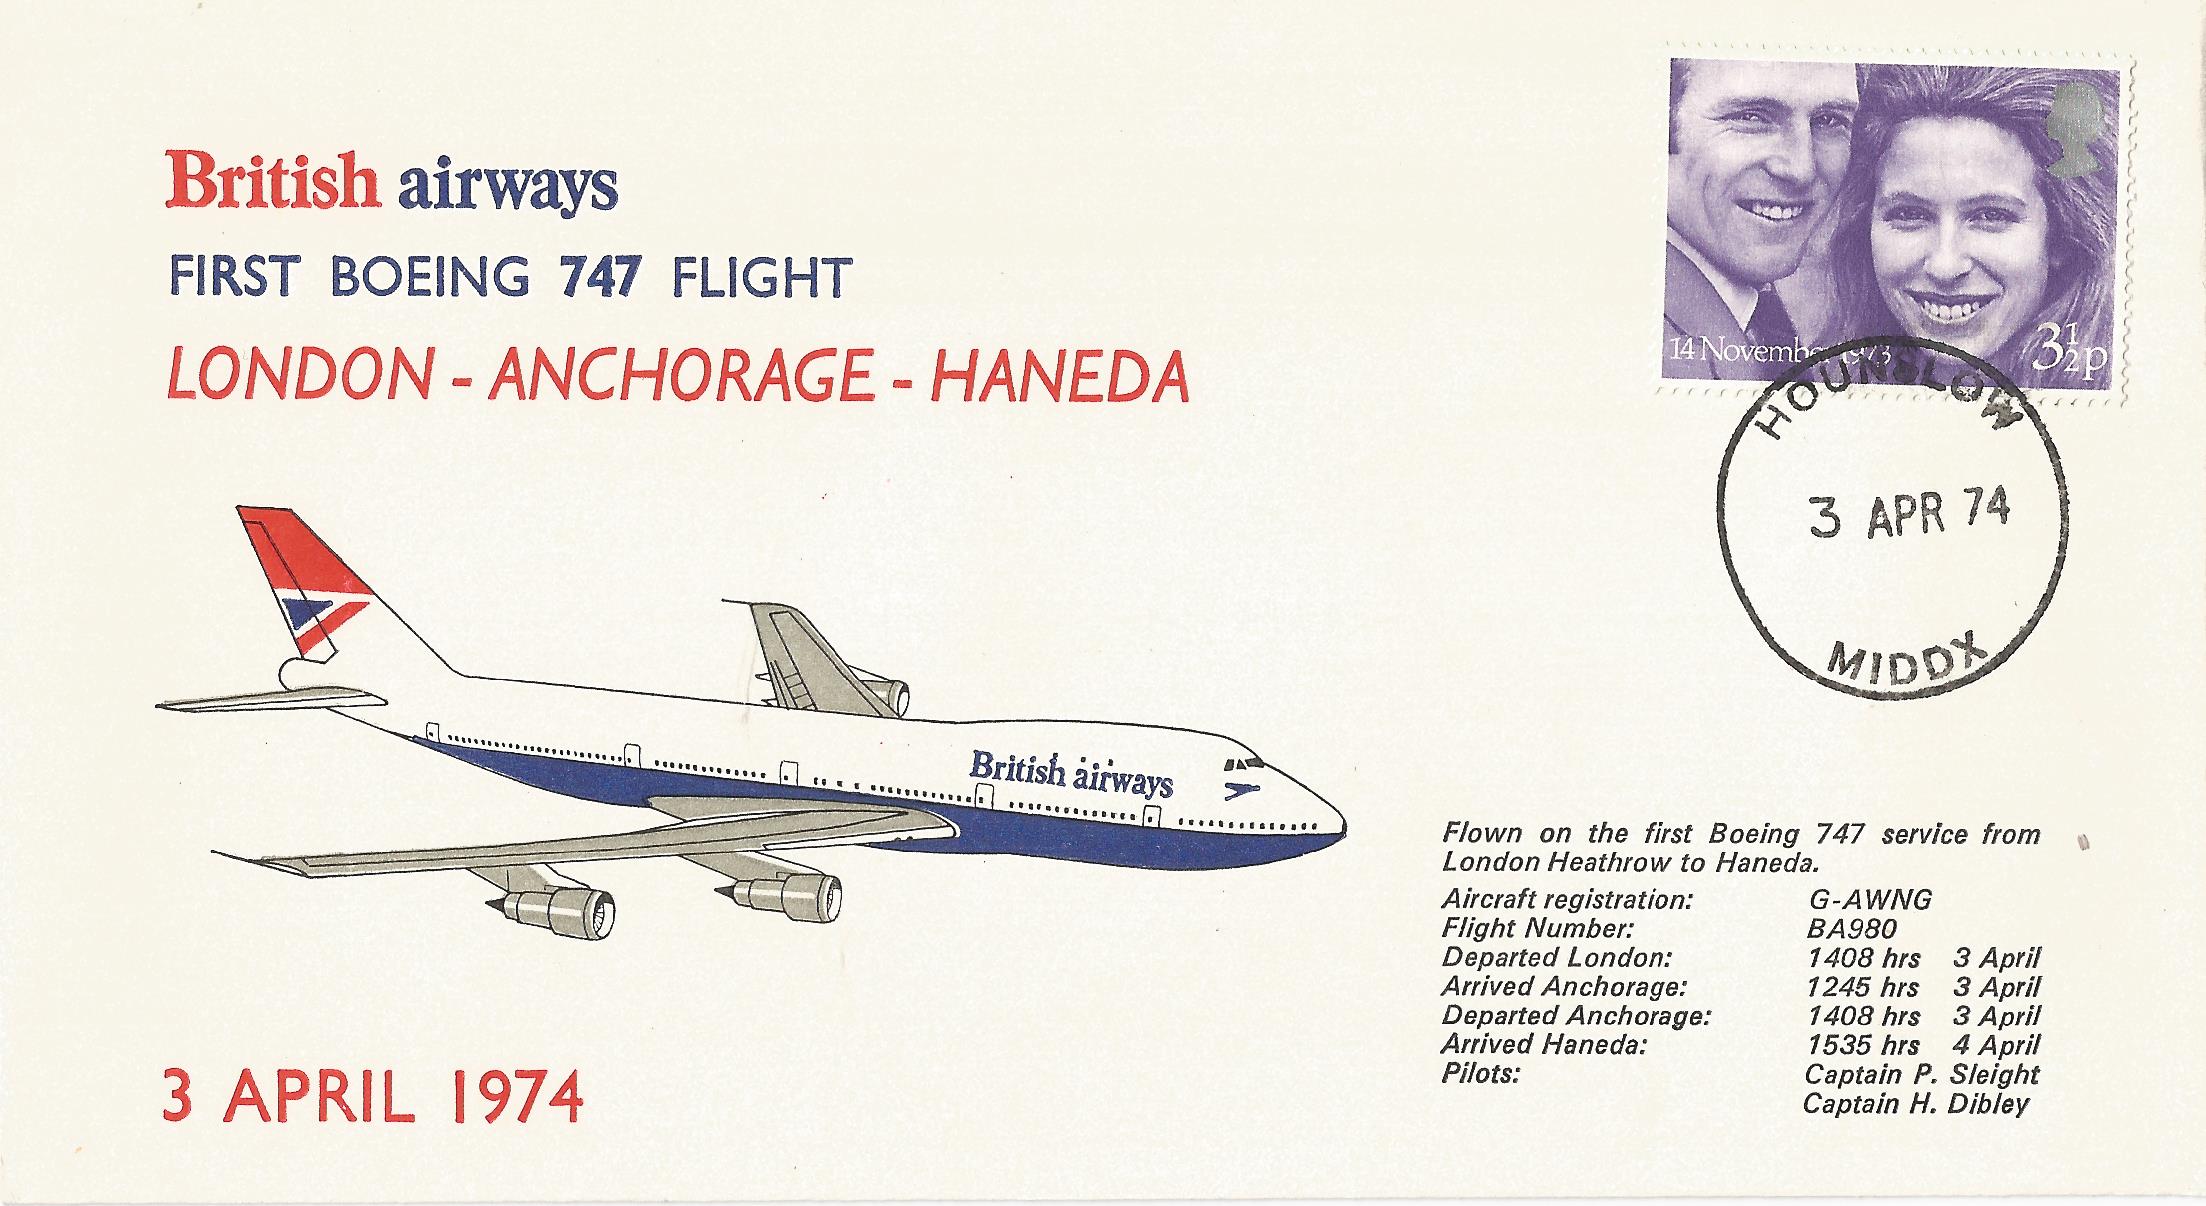 British airways
FIRST BOEING 747 FLIGHT
LONDON - ANCHORAGE - HANEDA
14 November 1973
3½p
HOUNSLOW
3 APR 74
MIDDX
British airways
Flown on the first Boeing 747 service from
London Heathrow to Haneda.
Aircraft registration: G-AWNG
Flight Number: BA980
Departed London: 1408 hrs 3 April
Arrived Anchorage: 1245 hrs 3 April
Departed Anchorage: 1408 hrs 3 April
Arrived Haneda: 1535 hrs 4 April
Pilots: Captain P. Sleight
Captain H. Dibley
3 APRIL 1974